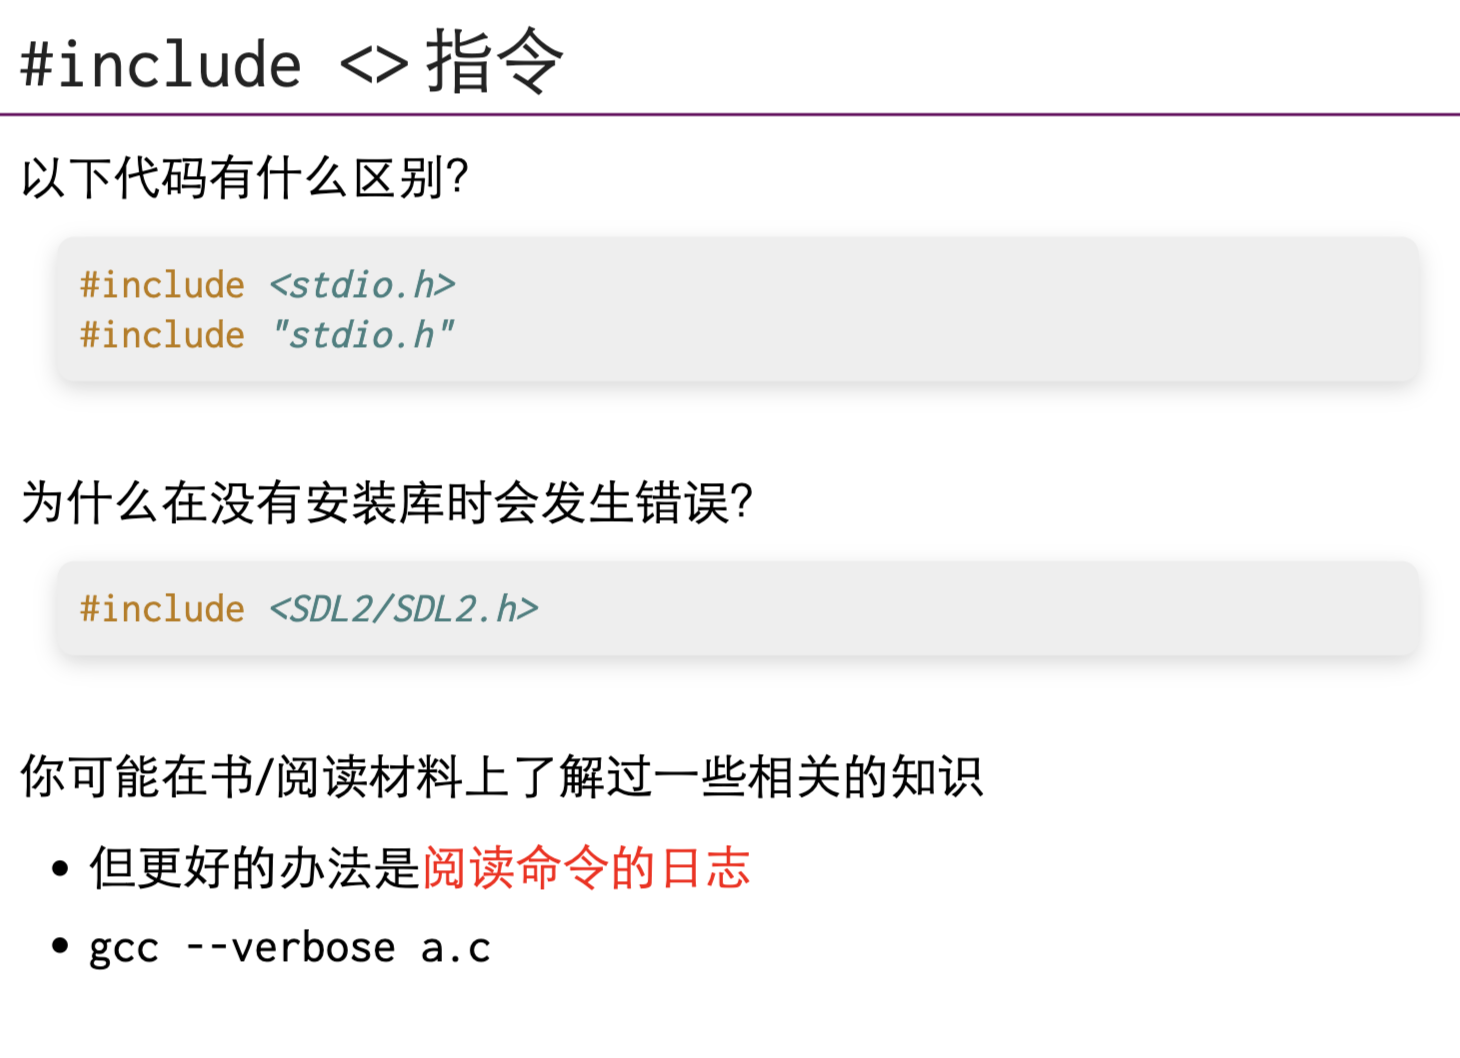 #include <>指令
以下代码有什么区别?
#include <stdio.h>
#include "stdio.h"
为什么在没有安装库时会发生错误?
#include <SDL2/SDL2.h>
你可能在书/阅读材料上了解过一些相关的知识
• 但更好的办法是阅读命令的日志
• gcc --verbose a.c